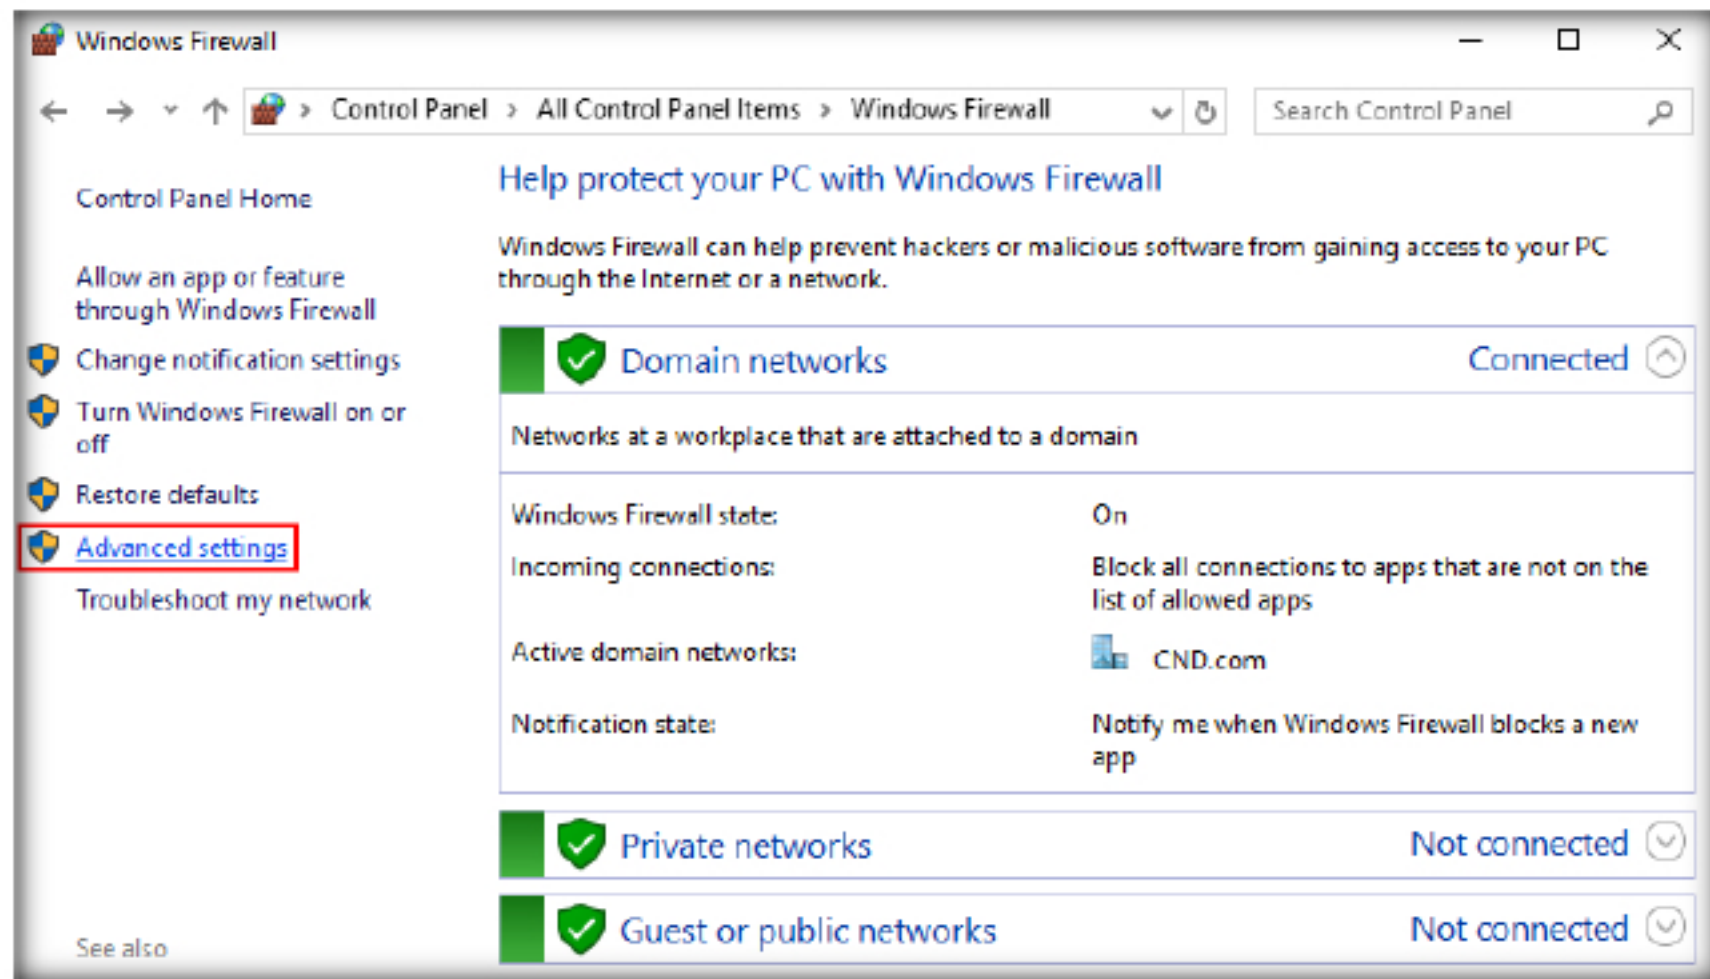 Windows Firewall
Control Panel > All Control Panel Items > Windows Firewall
Search Control Panel
Control Panel Home
Allow an app or feature
through Windows Firewall
Change notification settings
Turn Windows Firewall on or
off
Restore defaults
Advanced settings
Troubleshoot my network
See also
Help protect your PC with Windows Firewall
Windows Firewall can help prevent hackers or malicious software from gaining access to your PC
through the Internet or a network.
Domain networks
Connected
Networks at a workplace that are attached to a domain
Windows Firewall state:
On
Incoming connections:
Block all connections to apps that are not on the
list of allowed apps
Active domain networks:
CND.com
Notification state:
Notify me when Windows Firewall blocks a new
app
Private networks
Not connected
Guest or public networks
Not connected